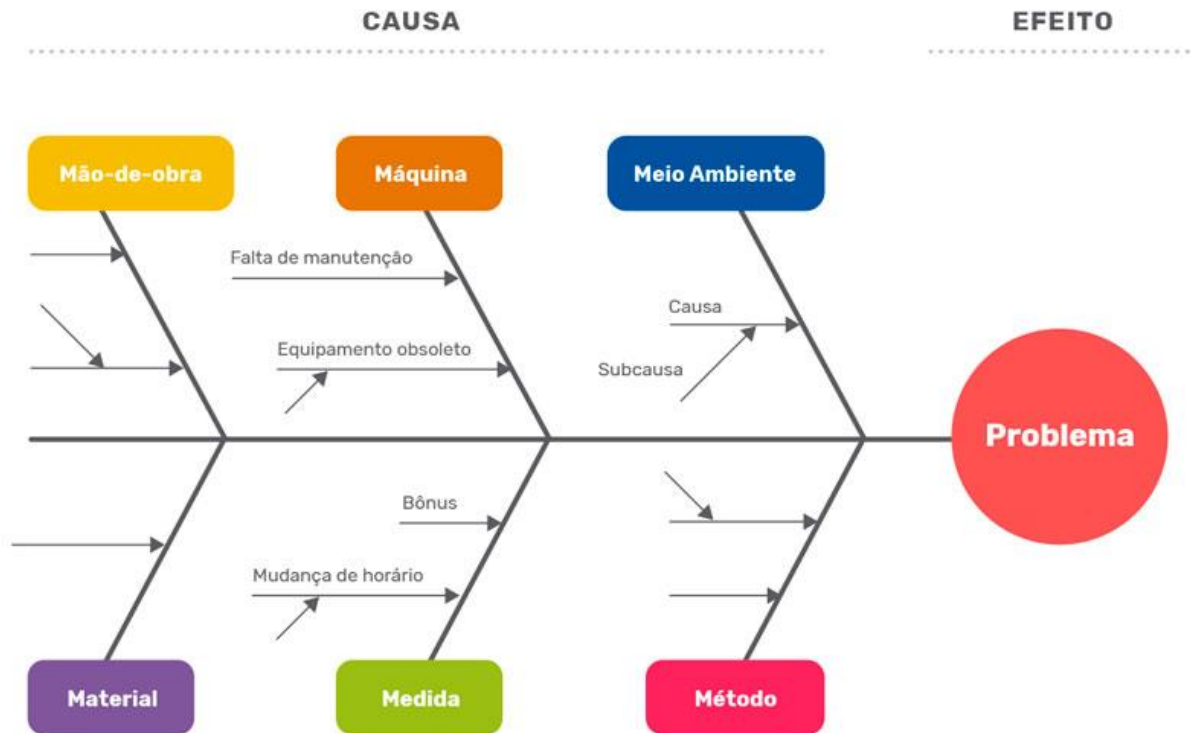 CAUSA
EFEITO
Mão-de-obra
Máquina
Meio Ambiente
Falta de manutenção
Causa
Equipamento obsoleto
Subcausa
Problema
Bônus
Mudança de horário
Material
Medida
Método